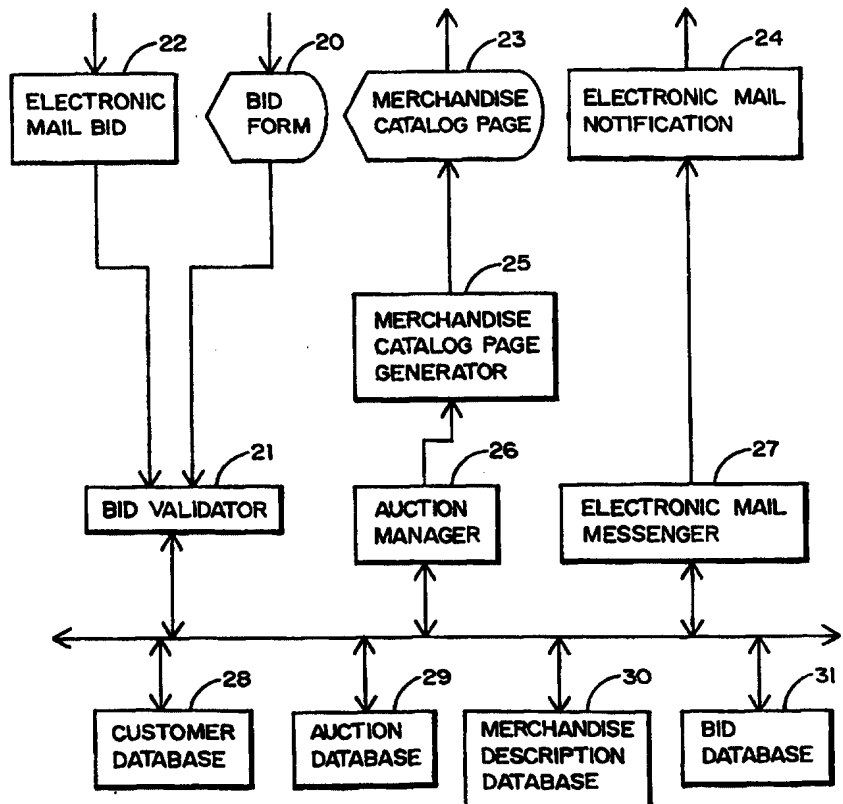 22
20
23
24
ELECTRONIC
MAIL BID
BID
FORM
MERCHANDISE
CATALOG PAGE
ELECTRONIC MAIL
NOTIFICATION
25
MERCHANDISE
CATALOG PAGE
GENERATOR
21
26
27
BID VALIDATOR
AUCTION
MANAGER
ELECTRONIC MAIL
MESSENGER
28
29
30
31
CUSTOMER
DATABASE
AUCTION
DATABASE
MERCHANDISE
DESCRIPTION
DATABASE
BID
DATABASE